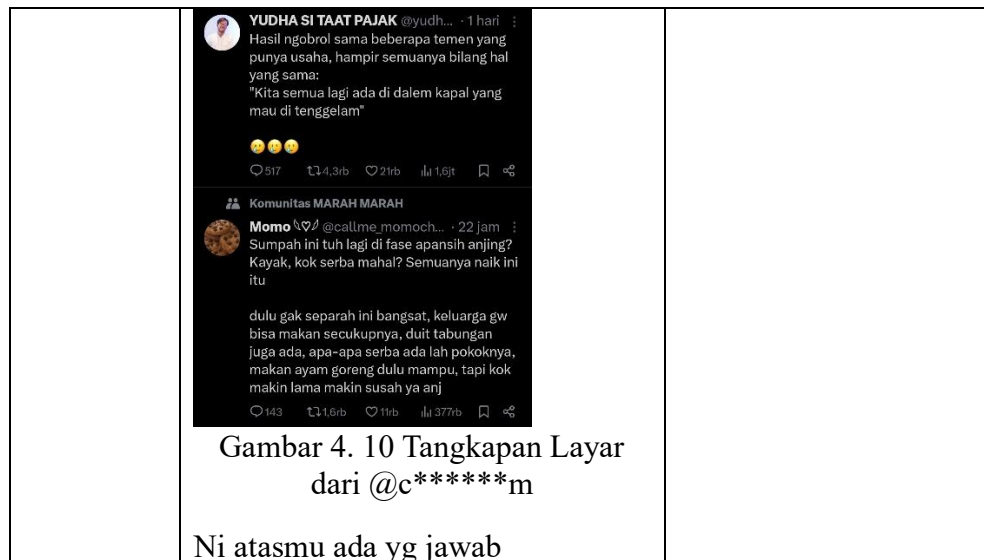 YUDHA SI TAAT PAJAK @yudh... · 1 hari
Hasil ngobrol sama beberapa temen yang
punya usaha, hampir semuanya bilang hal
yang sama:
"Kita semua lagi ada di dalem kapal yang
mau di tenggelam"
🥲🥲🥲
517 4,3rb 21rb 1,6jt
Komunitas MARAH MARAH
Momo @callme_momoch... · 22 jam
Sumpah ini tuh lagi di fase apansih anjing?
Kayak, kok serba mahal? Semuanya naik ini
itu
dulu gak separah ini bangsat, keluarga gw
bisa makan secukupnya, duit tabungan
juga ada, apa-apa serba ada lah pokoknya,
makan ayam goreng dulu mampu, tapi kok
makin lama makin susah ya anj
143 1,6rb 11rb 377rb
Gambar 4. 10 Tangkapan Layar
dari @c******m
Ni atasmu ada yg jawab